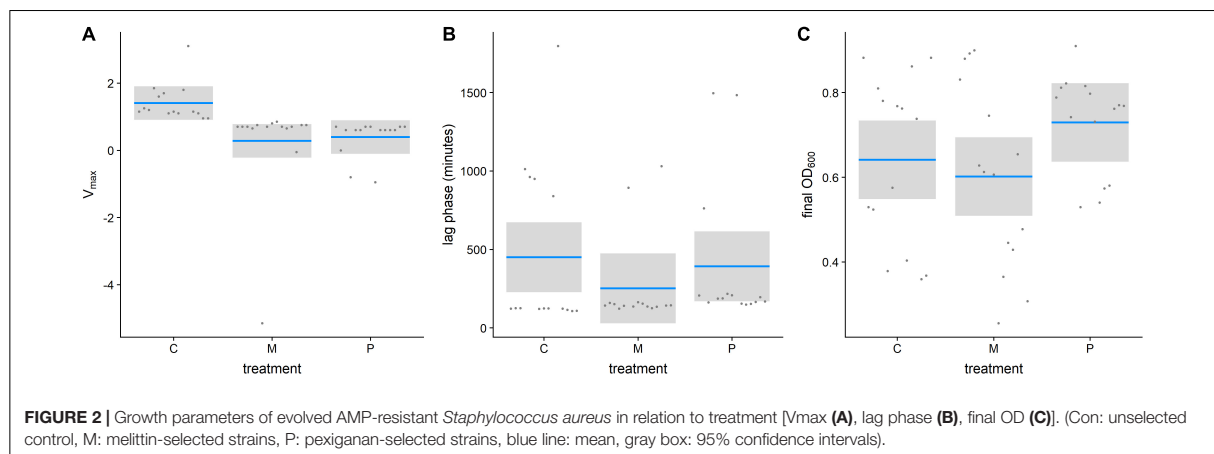 A
V_max
2
0
-2
-4
C M P
treatment
B
lag phase (minutes)
1500
1000
500
0
C M P
treatment
C
final OD_600
0.8
0.6
0.4
C M P
treatment
FIGURE 2 | Growth parameters of evolved AMP-resistant Staphylococcus aureus in relation to treatment [Vmax (A), lag phase (B), final OD (C)]. (Con: unselected
control, M: melittin-selected strains, P: pexiganan-selected strains, blue line: mean, gray box: 95% confidence intervals).